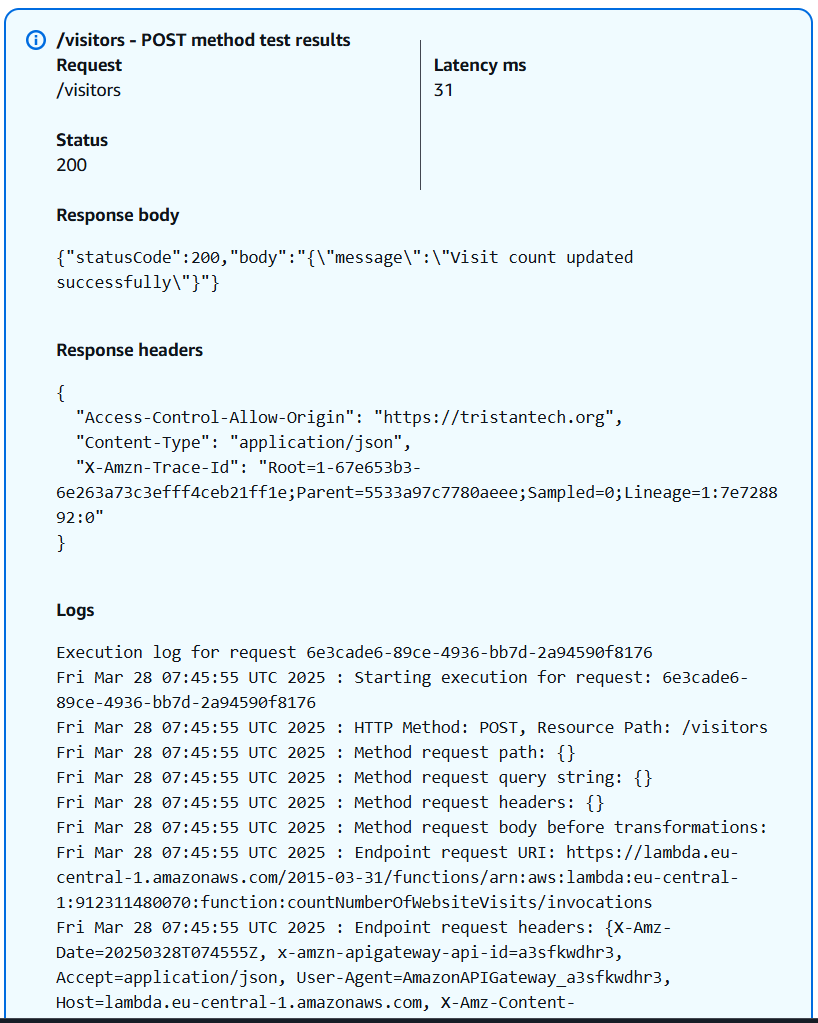 /visitors - POST method test results
Request
/visitors
Latency ms
31
Status
200
Response body
{"statusCode":200,"body":"{\"message\":\"Visit count updated
successfully\"}"}
Response headers
{
  "Access-Control-Allow-Origin": "https://tristantech.org",
  "Content-Type": "application/json",
  "X-Amzn-Trace-Id": "Root=1-67e653b3-
6e263a73c3efff4ceb21ff1e;Parent=5533a97c7780aeee;Sampled=0;Lineage=1:7e7288
92:0"
}
Logs
Execution log for request 6e3cade6-89ce-4936-bb7d-2a94590f8176
Fri Mar 28 07:45:55 UTC 2025 : Starting execution for request: 6e3cade6-
89ce-4936-bb7d-2a94590f8176
Fri Mar 28 07:45:55 UTC 2025 : HTTP Method: POST, Resource Path: /visitors
Fri Mar 28 07:45:55 UTC 2025 : Method request path: {}
Fri Mar 28 07:45:55 UTC 2025 : Method request query string: {}
Fri Mar 28 07:45:55 UTC 2025 : Method request headers: {}
Fri Mar 28 07:45:55 UTC 2025 : Method request body before transformations:
Fri Mar 28 07:45:55 UTC 2025 : Endpoint request URI: https://lambda.eu-
central-1.amazonaws.com/2015-03-31/functions/arn:aws:lambda:eu-central-
1:912311480070:function:countNumberOfWebsiteVisits/invocations
Fri Mar 28 07:45:55 UTC 2025 : Endpoint request headers: {X-Amz-
Date=20250328T074555Z, x-amzn-apigateway-api-id=a3sfkwdhr3,
Accept=application/json, User-Agent=AmazonAPIGateway_a3sfkwdhr3,
Host=lambda.eu-central-1.amazonaws.com, X-Amz-Content-